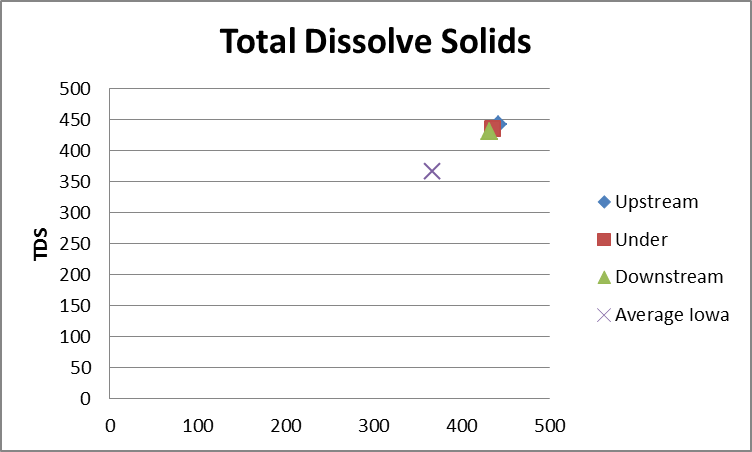 Total Dissolve Solids
TDS
500
450
400
350
300
250
200
150
100
50
0
0 100 200 300 400 500
Upstream
Under
Downstream
Average Iowa